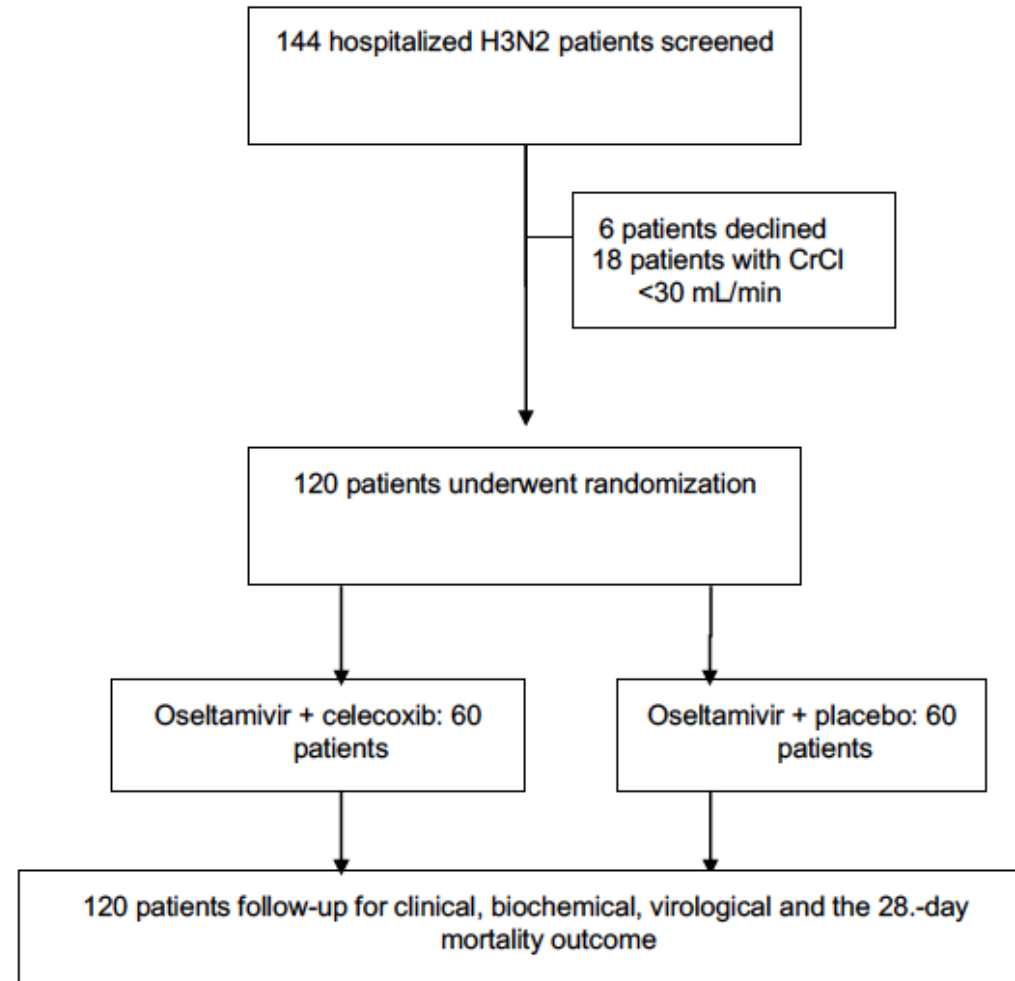 144 hospitalized H3N2 patients screened
6 patients declined
18 patients with CrCl
<30 mL/min
120 patients underwent randomization
Oseltamivir + celecoxib: 60
patients
Oseltamivir + placebo: 60
patients
120 patients follow-up for clinical, biochemical, virological and the 28.-day
mortality outcome